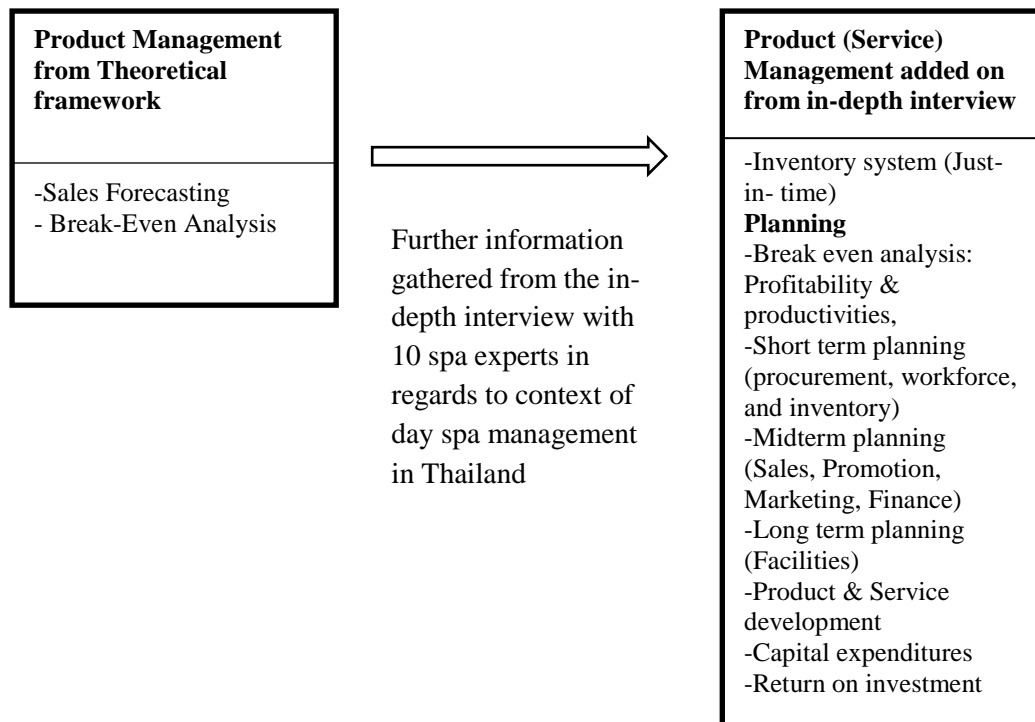 Product Management
from Theoretical
framework
-Sales Forecasting
- Break-Even Analysis
Further information
gathered from the in-
depth interview with
10 spa experts in
regards to context of
day spa management
in Thailand
Product (Service)
Management added on
from in-depth interview
-Inventory system (Just-
in- time)
Planning
-Break even analysis:
Profitability &
productivities,
-Short term planning
(procurement, workforce,
and inventory)
-Midterm planning
(Sales, Promotion,
Marketing, Finance)
-Long term planning
(Facilities)
-Product & Service
development
-Capital expenditures
-Return on investment